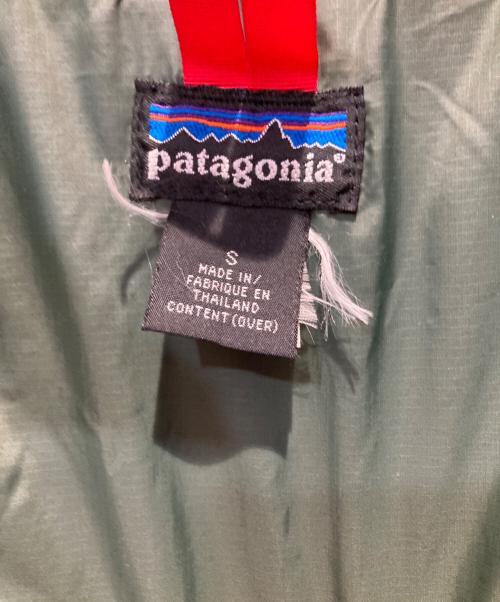 patagonia®
S
MADE IN/
FABRIQUE EN
THAILAND
CONTENT (OVER)